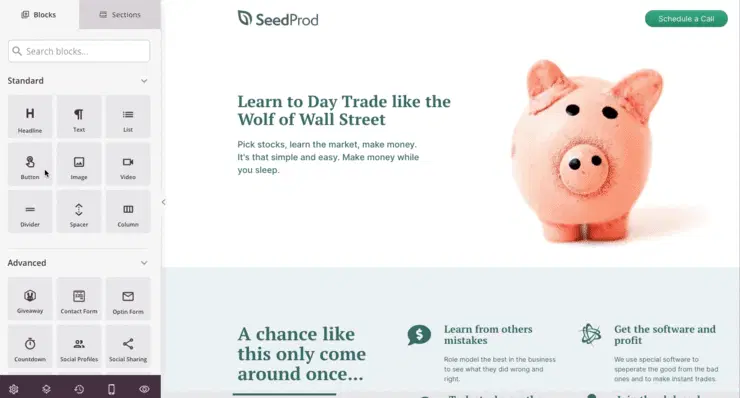 Blocks
Sections
Search blocks...
Standard
Headline
Text
List
Button
Image
Video
Divider
Spacer
Column
Advanced
Giveaway
Contact Form
Optin Form
Countdown
Social Profiles
Social Sharing
SeedProd
Schedule a Call
Learn to Day Trade like the
Wolf of Wall Street
Pick stocks, learn the market, make money.
It's that simple and easy. Make money while
you sleep.
A chance like
this only come
around once...
Learn from others
mistakes
Role model the best in the business
to see what they did wrong and
right.
Get the software and
profit
We use special software to
speperate the good from the bad
ones and to make instant trades.